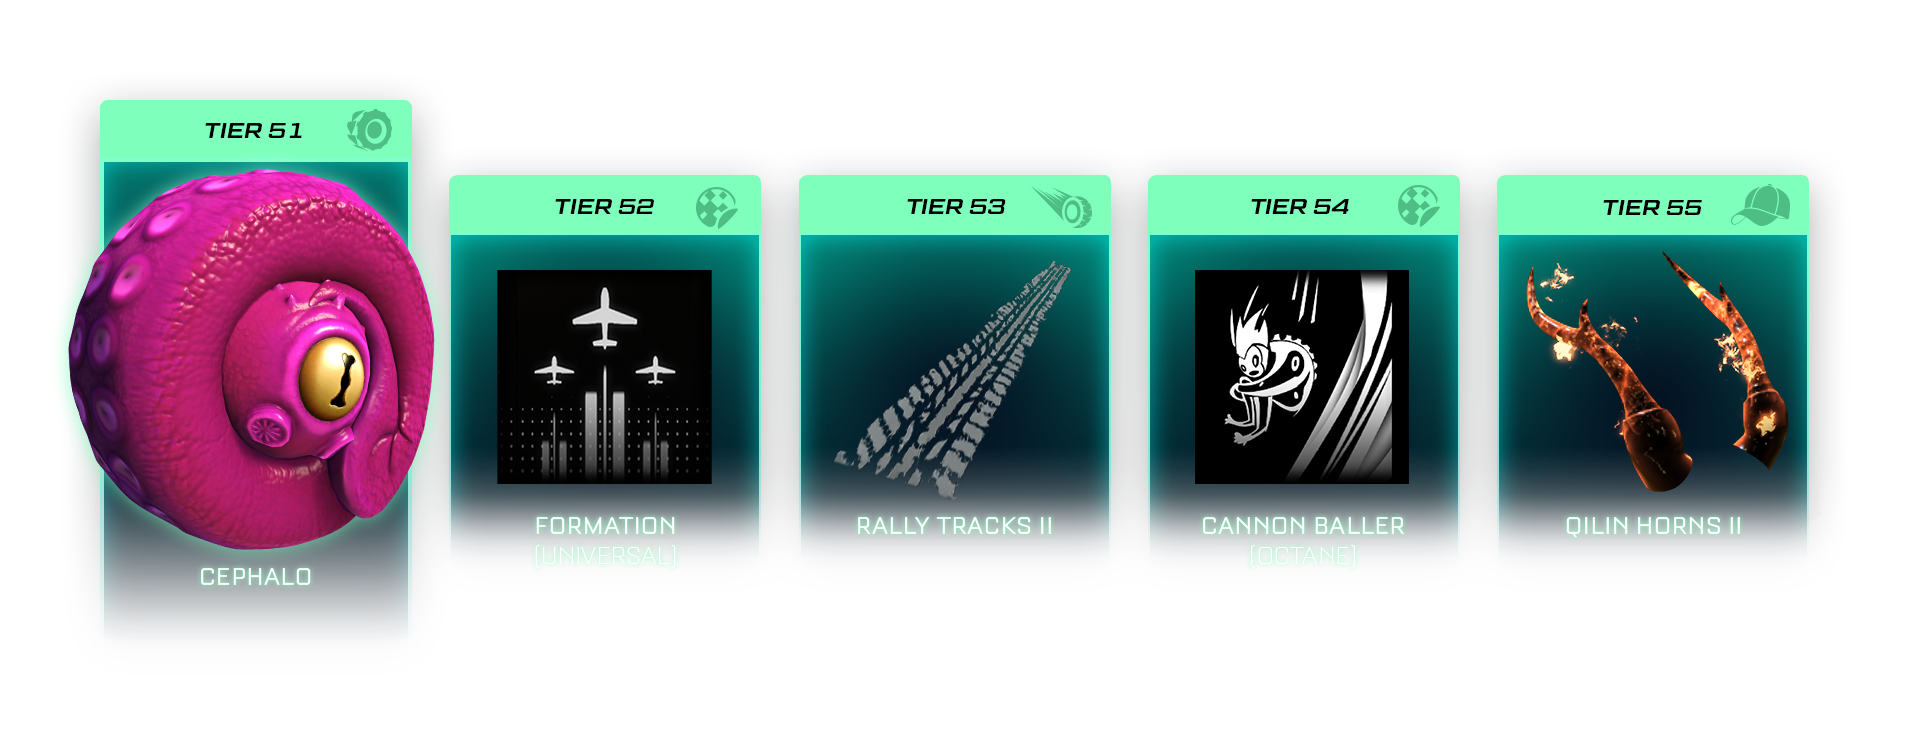 TIER 51
CEPHALO
TIER 52
FORMATION
[UNIVERSAL]
TIER 53
RALLY TRACKS II
TIER 54
CANNON BALLER
[OCTANE]
TIER 55
QILIN HORNS II